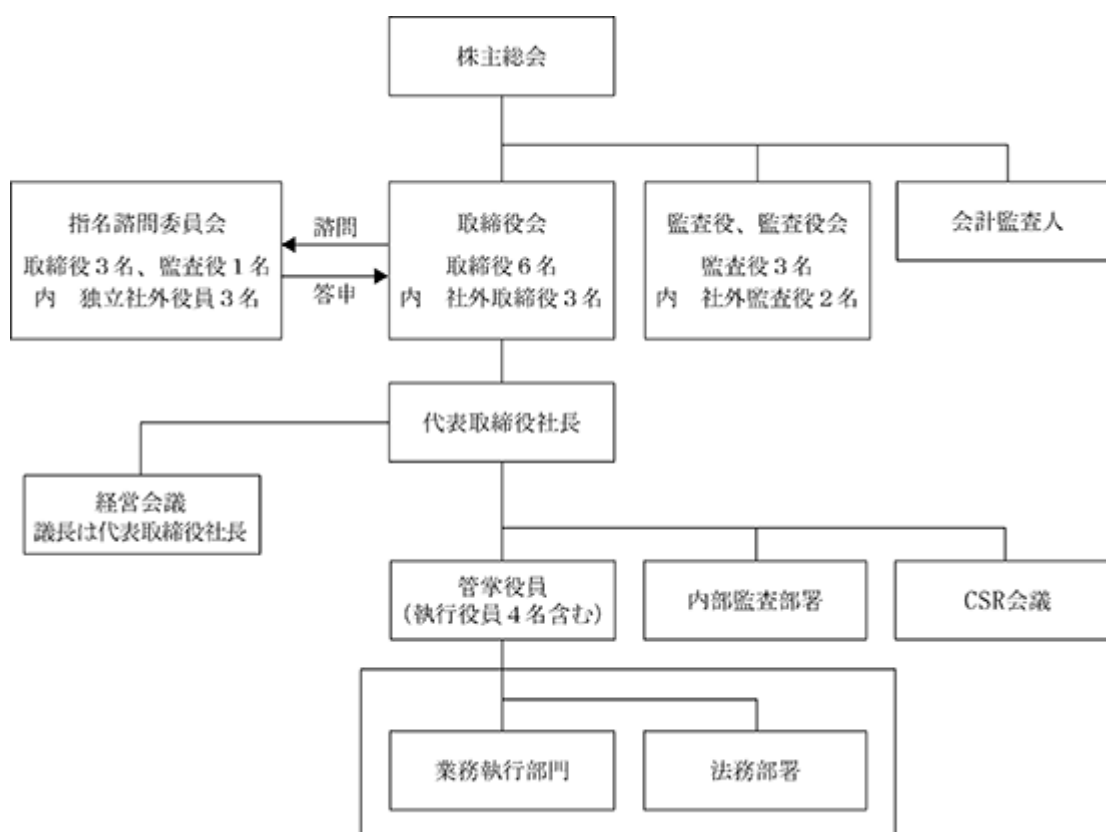 株主総会
指名諮問委員会
取締役3名、監査役1名
内 独立社外役員3名
諮問
答申
取締役会
取締役6名
内 社外取締役3名
監査役、監査役会
監査役3名
内 社外監査役2名
会計監査人
代表取締役社長
経営会議
議長は代表取締役社長
管掌役員
(執行役員4名含む)
内部監査部署
CSR会議
業務執行部門
法務部署